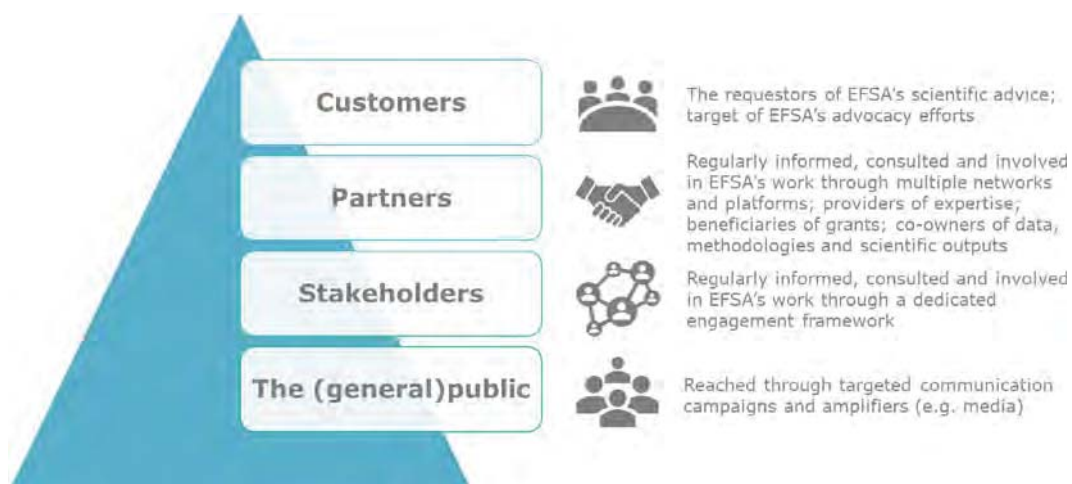 Customers
The requestors of EFSA's scientific advice;
target of EFSA's advocacy efforts
Partners
Regularly informed, consulted and involved
in EFSA's work through multiple networks
and platforms; providers of expertise;
beneficiaries of grants; co-owners of data,
methodologies and scientific outputs
Stakeholders
Regularly informed, consulted and involved
in EFSA's work through a dedicated
engagement framework
The (general)public
Reached through targeted communication
campaigns and amplifiers (e.g. media)